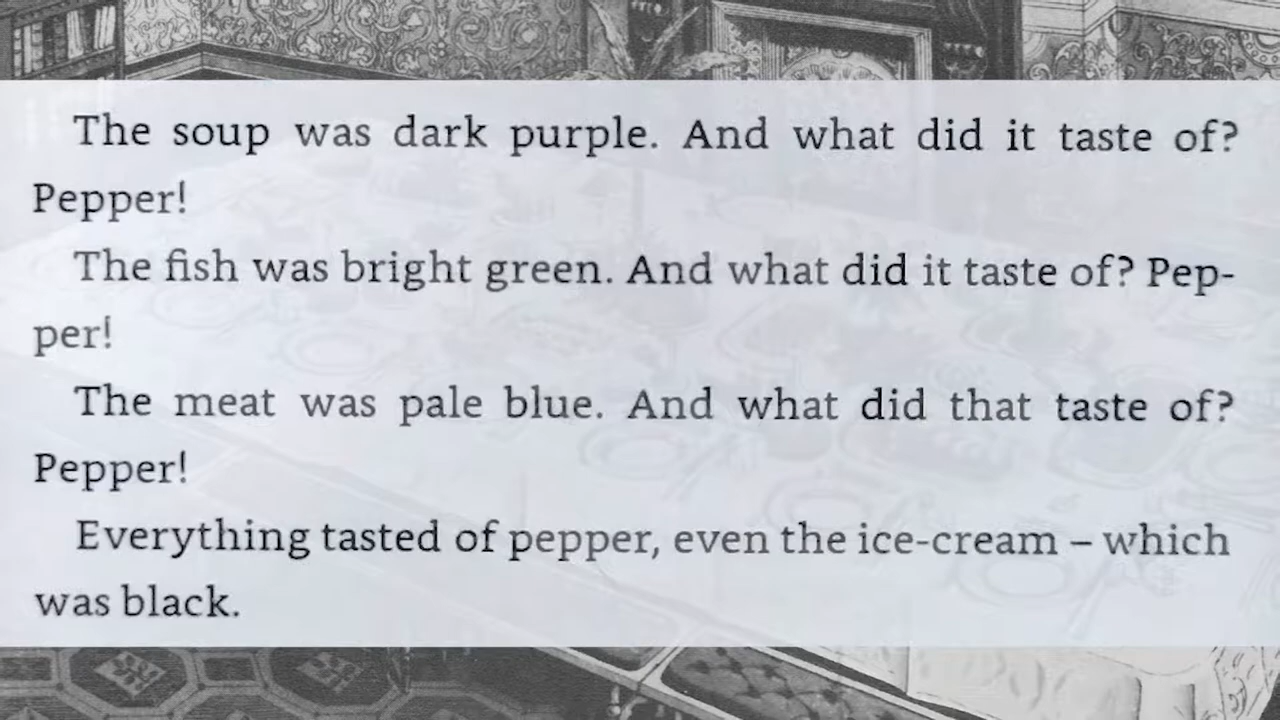 The soup was dark purple. And what did it taste of?
Pepper!
The fish was bright green. And what did it taste of? Pep-
per!
The meat was pale blue. And what did that taste of?
Pepper!
Everything tasted of pepper, even the ice-cream – which
was black.